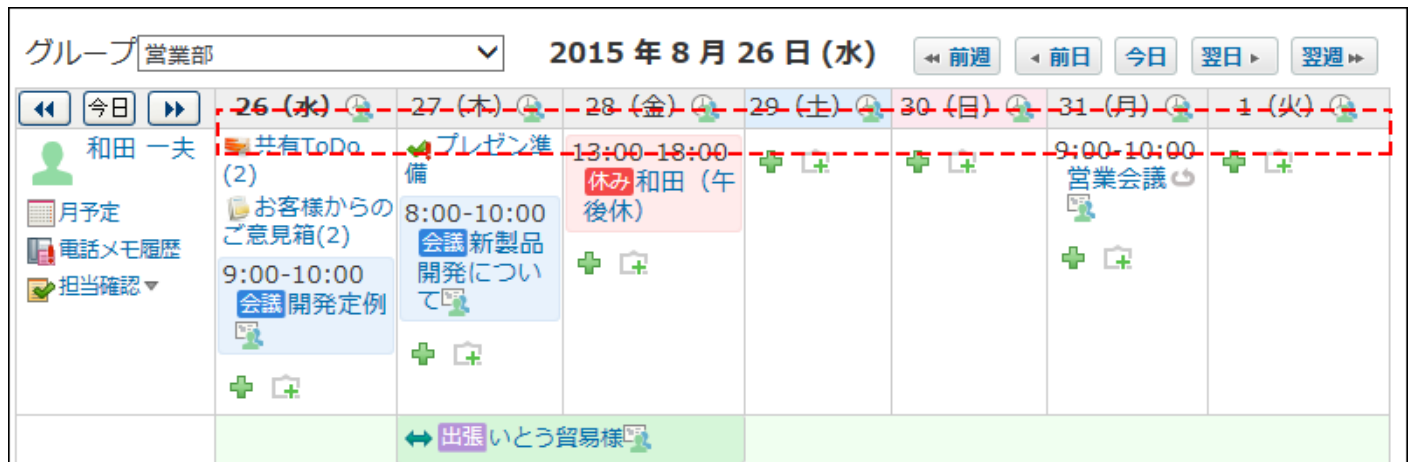 グループ 営業部 2015 年 8 月 26 日 (水) 前週 前日 今日 翌日 翌週
今日 26 (水) 27 (木) 28 (金) 29 (土) 30 (日) 31 (月) 1 (火)
和田 一夫
月予定
電話メモ履歴
担当確認
共有ToDo
(2)
お客様からの
ご意見箱(2)
9:00-10:00
会議 開発定例
プレゼン準
備
8:00-10:00
会議 新製品
開発につい
て
13:00-18:00
休み 和田（午
後休）
9:00-10:00
営業会議
出張 いとう貿易様